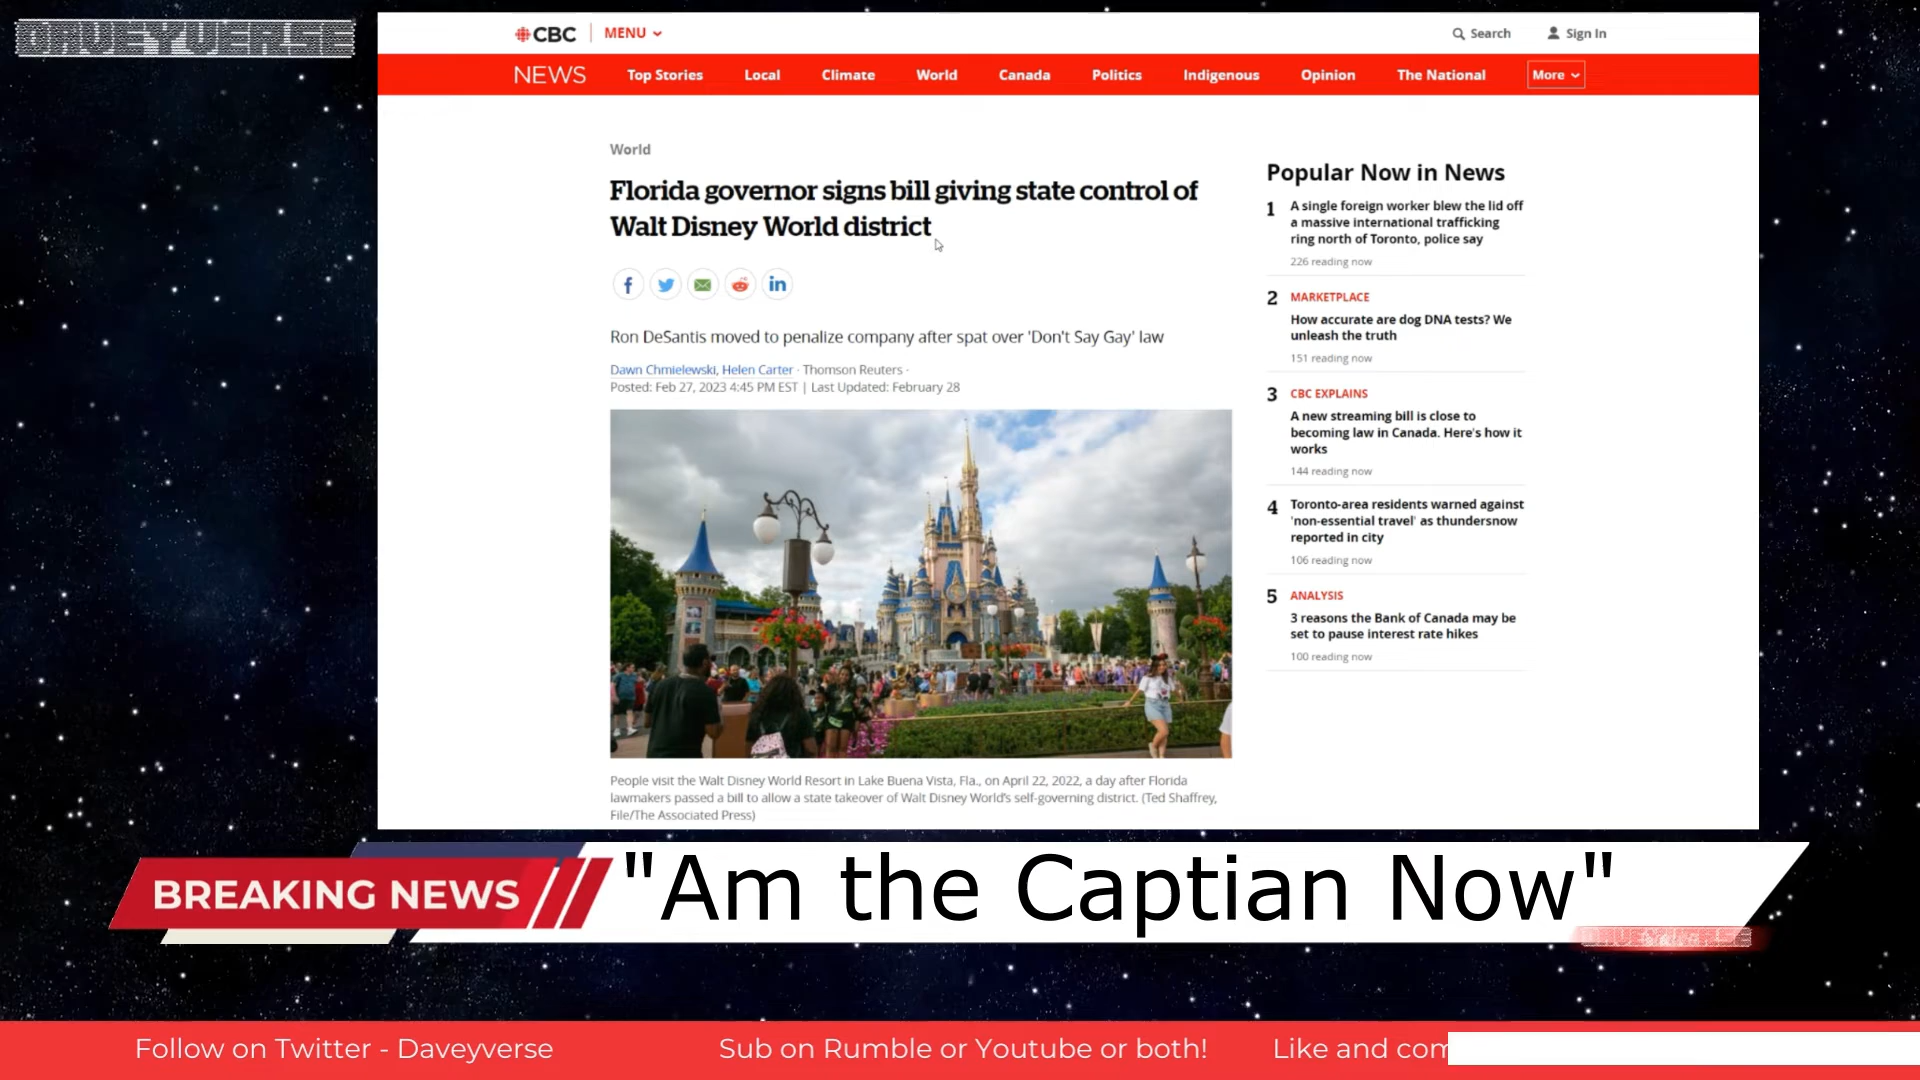 DAVEYVERSE
CBC
MENU
Search
Sign In
NEWS
Top Stories
Local
Climate
World
Canada
Politics
Indigenous
Opinion
The National
More
World
Florida governor signs bill giving state control of
Walt Disney World district
Ron DeSantis moved to penalize company after spat over 'Don't Say Gay' law
Dawn Chmielewski, Helen Carter · Thomson Reuters ·
Posted: Feb 27, 2023 4:45 PM EST | Last Updated: February 28
People visit the Walt Disney World Resort in Lake Buena Vista, Fla., on April 22, 2022, a day after Florida
lawmakers passed a bill to allow a state takeover of Walt Disney World's self-governing district. (Ted Shaffrey,
File/The Associated Press)
Popular Now in News
1
A single foreign worker blew the lid off
a massive international trafficking
ring north of Toronto, police say
226 reading now
2
MARKETPLACE
How accurate are dog DNA tests? We
unleash the truth
151 reading now
3
CBC EXPLAINS
A new streaming bill is close to
becoming law in Canada. Here's how it
works
144 reading now
4
Toronto-area residents warned against
'non-essential travel' as thundersnow
reported in city
106 reading now
5
ANALYSIS
3 reasons the Bank of Canada may be
set to pause interest rate hikes
100 reading now
BREAKING NEWS
"Am the Captian Now"
DAVEYVERSE
Follow on Twitter - Daveyverse
Sub on Rumble or Youtube or both!
Like and com